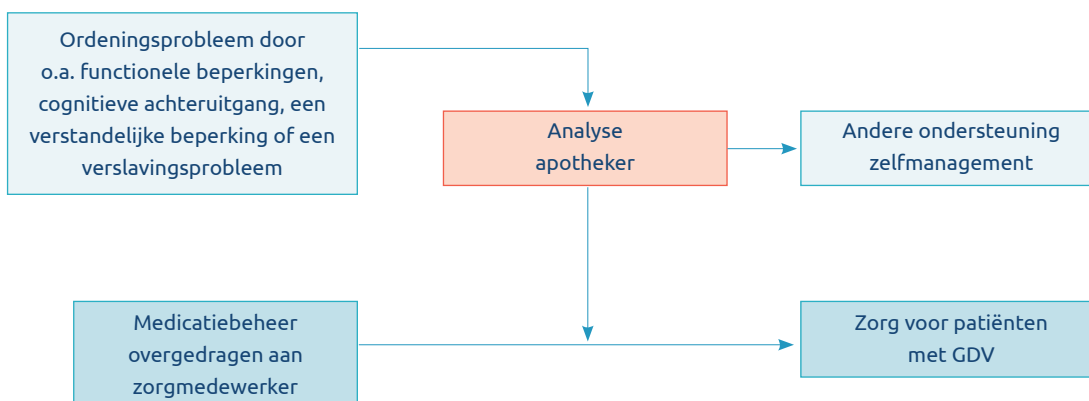 Ordeningsprobleem door
o.a. functionele beperkingen,
cognitieve achteruitgang, een
verstandelijke beperking of een
verslavingsprobleem
Analyse
apotheker
Andere ondersteuning
zelfmanagement
Medicatiebeheer
overgedragen aan
zorgmedewerker
Zorg voor patiënten
met GDV